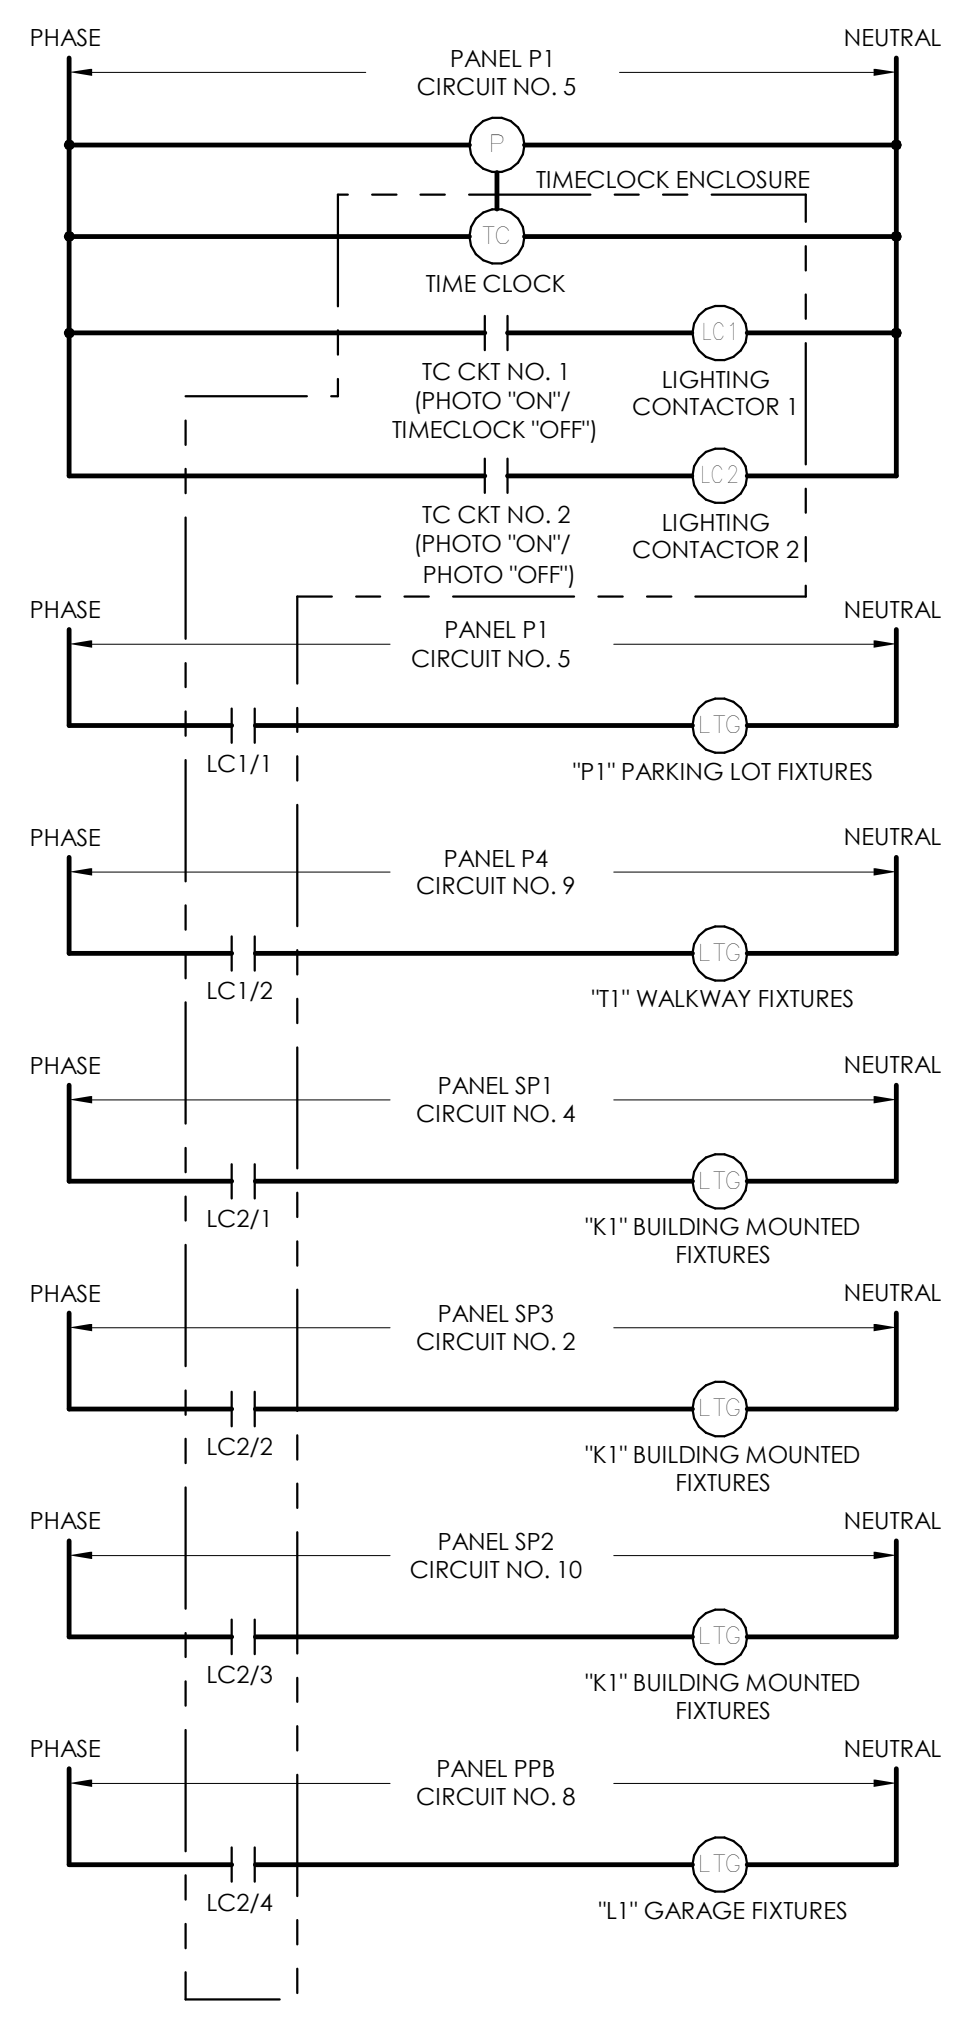 PHASE
NEUTRAL
PANEL P1
CIRCUIT NO. 5
P
TIMECLOCK ENCLOSURE
TC
TIME CLOCK
LC1
TC CKT NO. 1
(PHOTO "ON"/
TIMECLOCK "OFF")
LIGHTING
CONTACTOR 1
LC2
TC CKT NO. 2
(PHOTO "ON"/
PHOTO "OFF")
LIGHTING
CONTACTOR 2
PHASE
NEUTRAL
PANEL P1
CIRCUIT NO. 5
LTG
LC1/1
"P1" PARKING LOT FIXTURES
PHASE
NEUTRAL
PANEL P4
CIRCUIT NO. 9
LTG
LC1/2
"T1" WALKWAY FIXTURES
PHASE
NEUTRAL
PANEL SP1
CIRCUIT NO. 4
LTG
LC2/1
"K1" BUILDING MOUNTED
FIXTURES
PHASE
NEUTRAL
PANEL SP3
CIRCUIT NO. 2
LTG
LC2/2
"K1" BUILDING MOUNTED
FIXTURES
PHASE
NEUTRAL
PANEL SP2
CIRCUIT NO. 10
LTG
LC2/3
"K1" BUILDING MOUNTED
FIXTURES
PHASE
NEUTRAL
PANEL PPB
CIRCUIT NO. 8
LTG
LC2/4
"L1" GARAGE FIXTURES